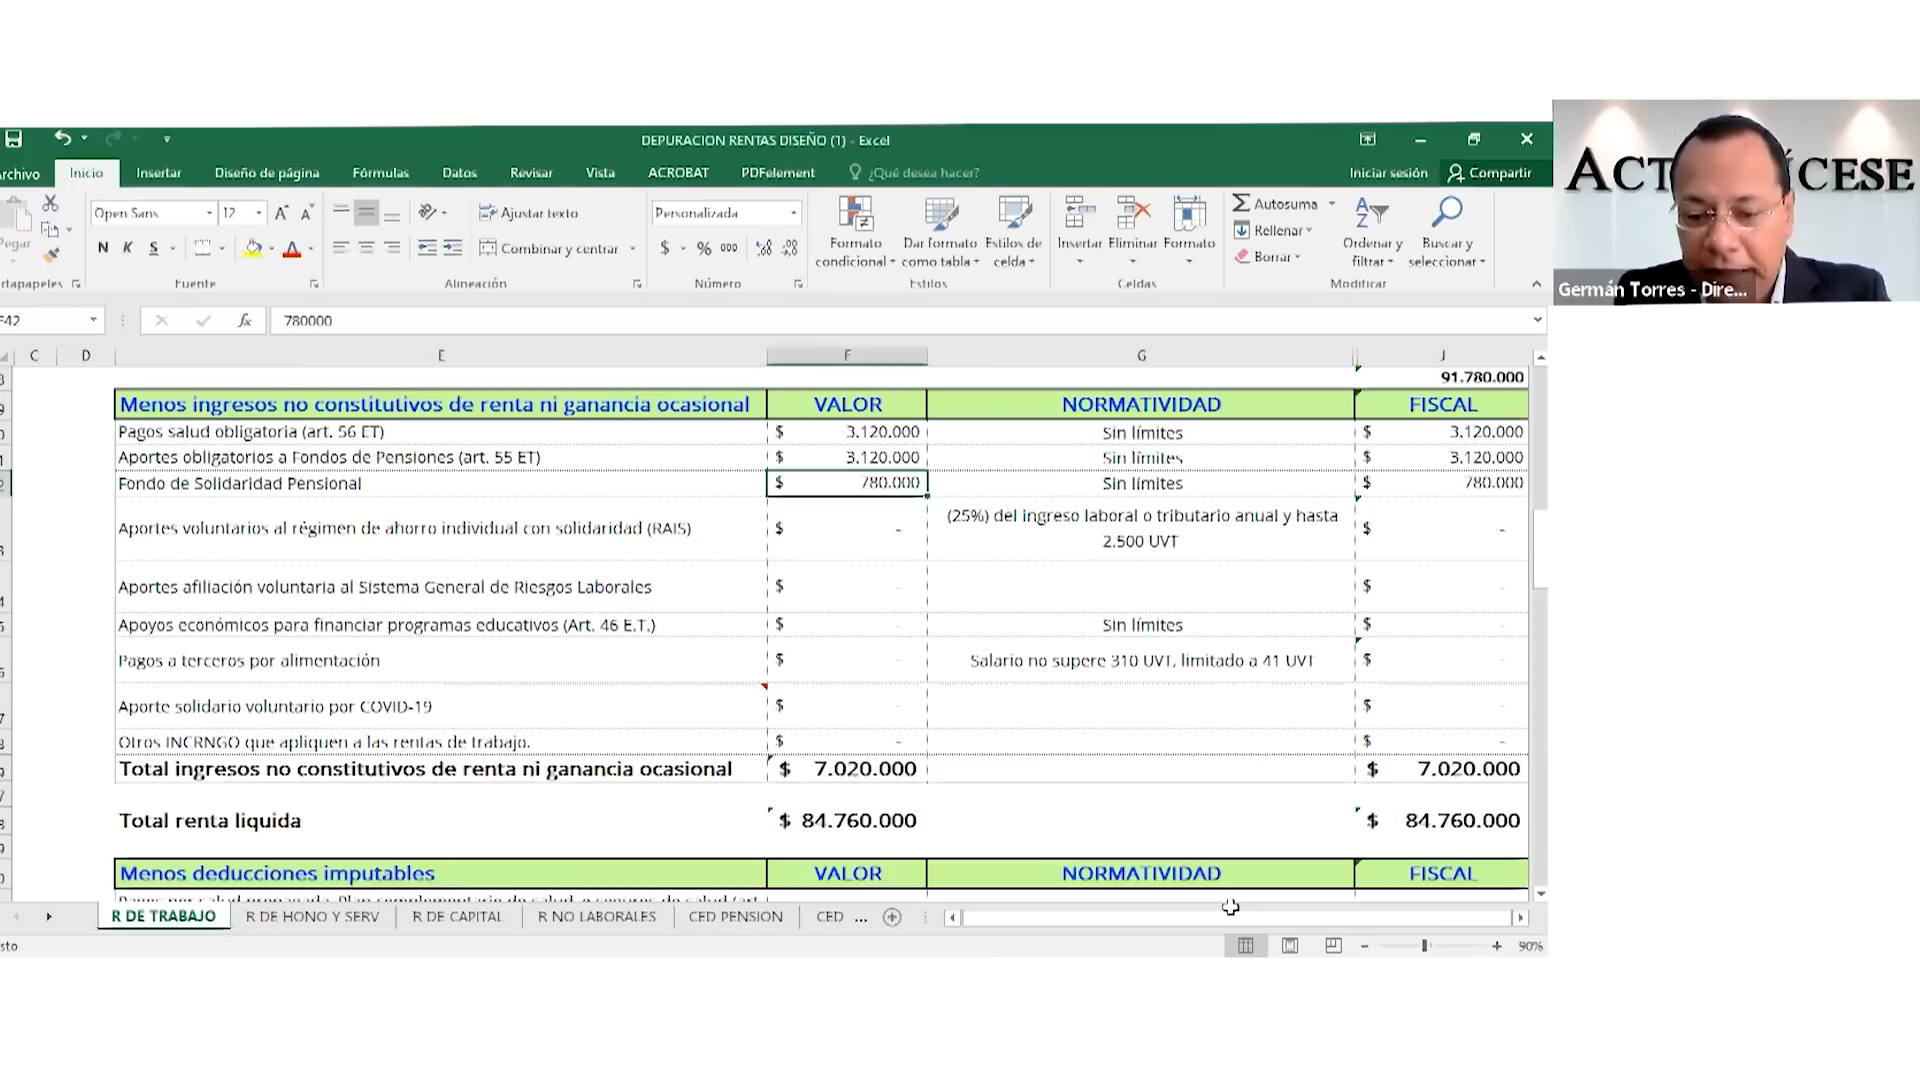 DEPURACION RENTAS DISEÑO (1) - Excel
Inicio Insertar Diseño de página Fórmulas Datos Revisar Vista ACROBAT PDFelement ¿Qué desea hacer? Iniciar sesión Compartir
Open Sans 12 A A Ajustar texto Personalizada Autosuma
N K S A Combinar y centrar $ % 000 Formato Dar formato Estilos de Insertar Eliminar Formato Rellenar Ordenar y Buscar y
condicional como tabla celda Borrar filtrar seleccionar
Fuente Alineación Número Estilos Celdas Modificar
fx 780000
C D E F G J
91.780.000
Menos ingresos no constitutivos de renta ni ganancia ocasional VALOR NORMATIVIDAD FISCAL
Pagos salud obligatoria (art. 56 ET) $ 3.120.000 Sin límites $ 3.120.000
Aportes obligatorios a Fondos de Pensiones (art. 55 ET) $ 3.120.000 Sin límites $ 3.120.000
Fondo de Solidaridad Pensional $ 780.000 Sin límites $ 780.000
Aportes voluntarios al régimen de ahorro individual con solidaridad (RAIS) $ - (25%) del ingreso laboral o tributario anual y hasta
2.500 UVT $ -
Aportes afiliación voluntaria al Sistema General de Riesgos Laborales $ - $ -
Apoyos económicos para financiar programas educativos (Art. 46 E.T.) $ - Sin límites $ -
Pagos a terceros por alimentación $ - Salario no supere 310 UVT, limitado a 41 UVT $ -
Aporte solidario voluntario por COVID-19 $ - $ -
Otros INCRNGO que apliquen a las rentas de trabajo. $ - $ -
Total ingresos no constitutivos de renta ni ganancia ocasional $ 7.020.000 $ 7.020.000
Total renta liquida $ 84.760.000 $ 84.760.000
Menos deducciones imputables VALOR NORMATIVIDAD FISCAL
R DE TRABAJO R DE HONO Y SERV R DE CAPITAL R NO LABORALES CED PENSION CED ...
90%
Germán Torres - Dire...